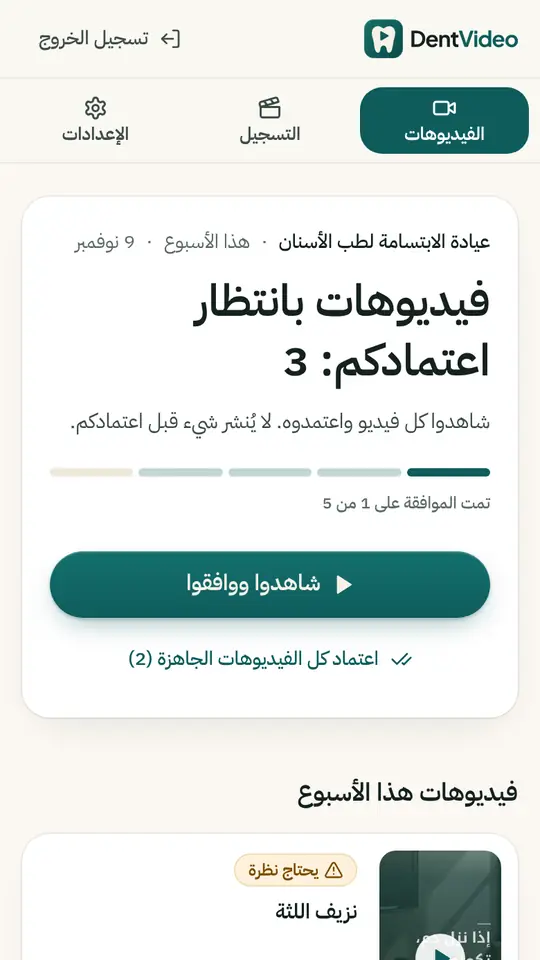 DentVideo
تسجيل الخروج
الفيديوهات
التسجيل
الإعدادات
عيادة الابتسامة لطب الأسنان · هذا الأسبوع · 9 نوفمبر
فيديوهات بانتظار
اعتمادكم: 3
شاهدوا كل فيديو واعتمدوه. لا يُنشر شيء قبل اعتمادكم.
تمت الموافقة على 1 من 5
شاهدوا ووافقوا
اعتماد كل الفيديوهات الجاهزة (2)
فيديوهات هذا الأسبوع
يحتاج نظرة
نزيف اللثة
إذا نزل